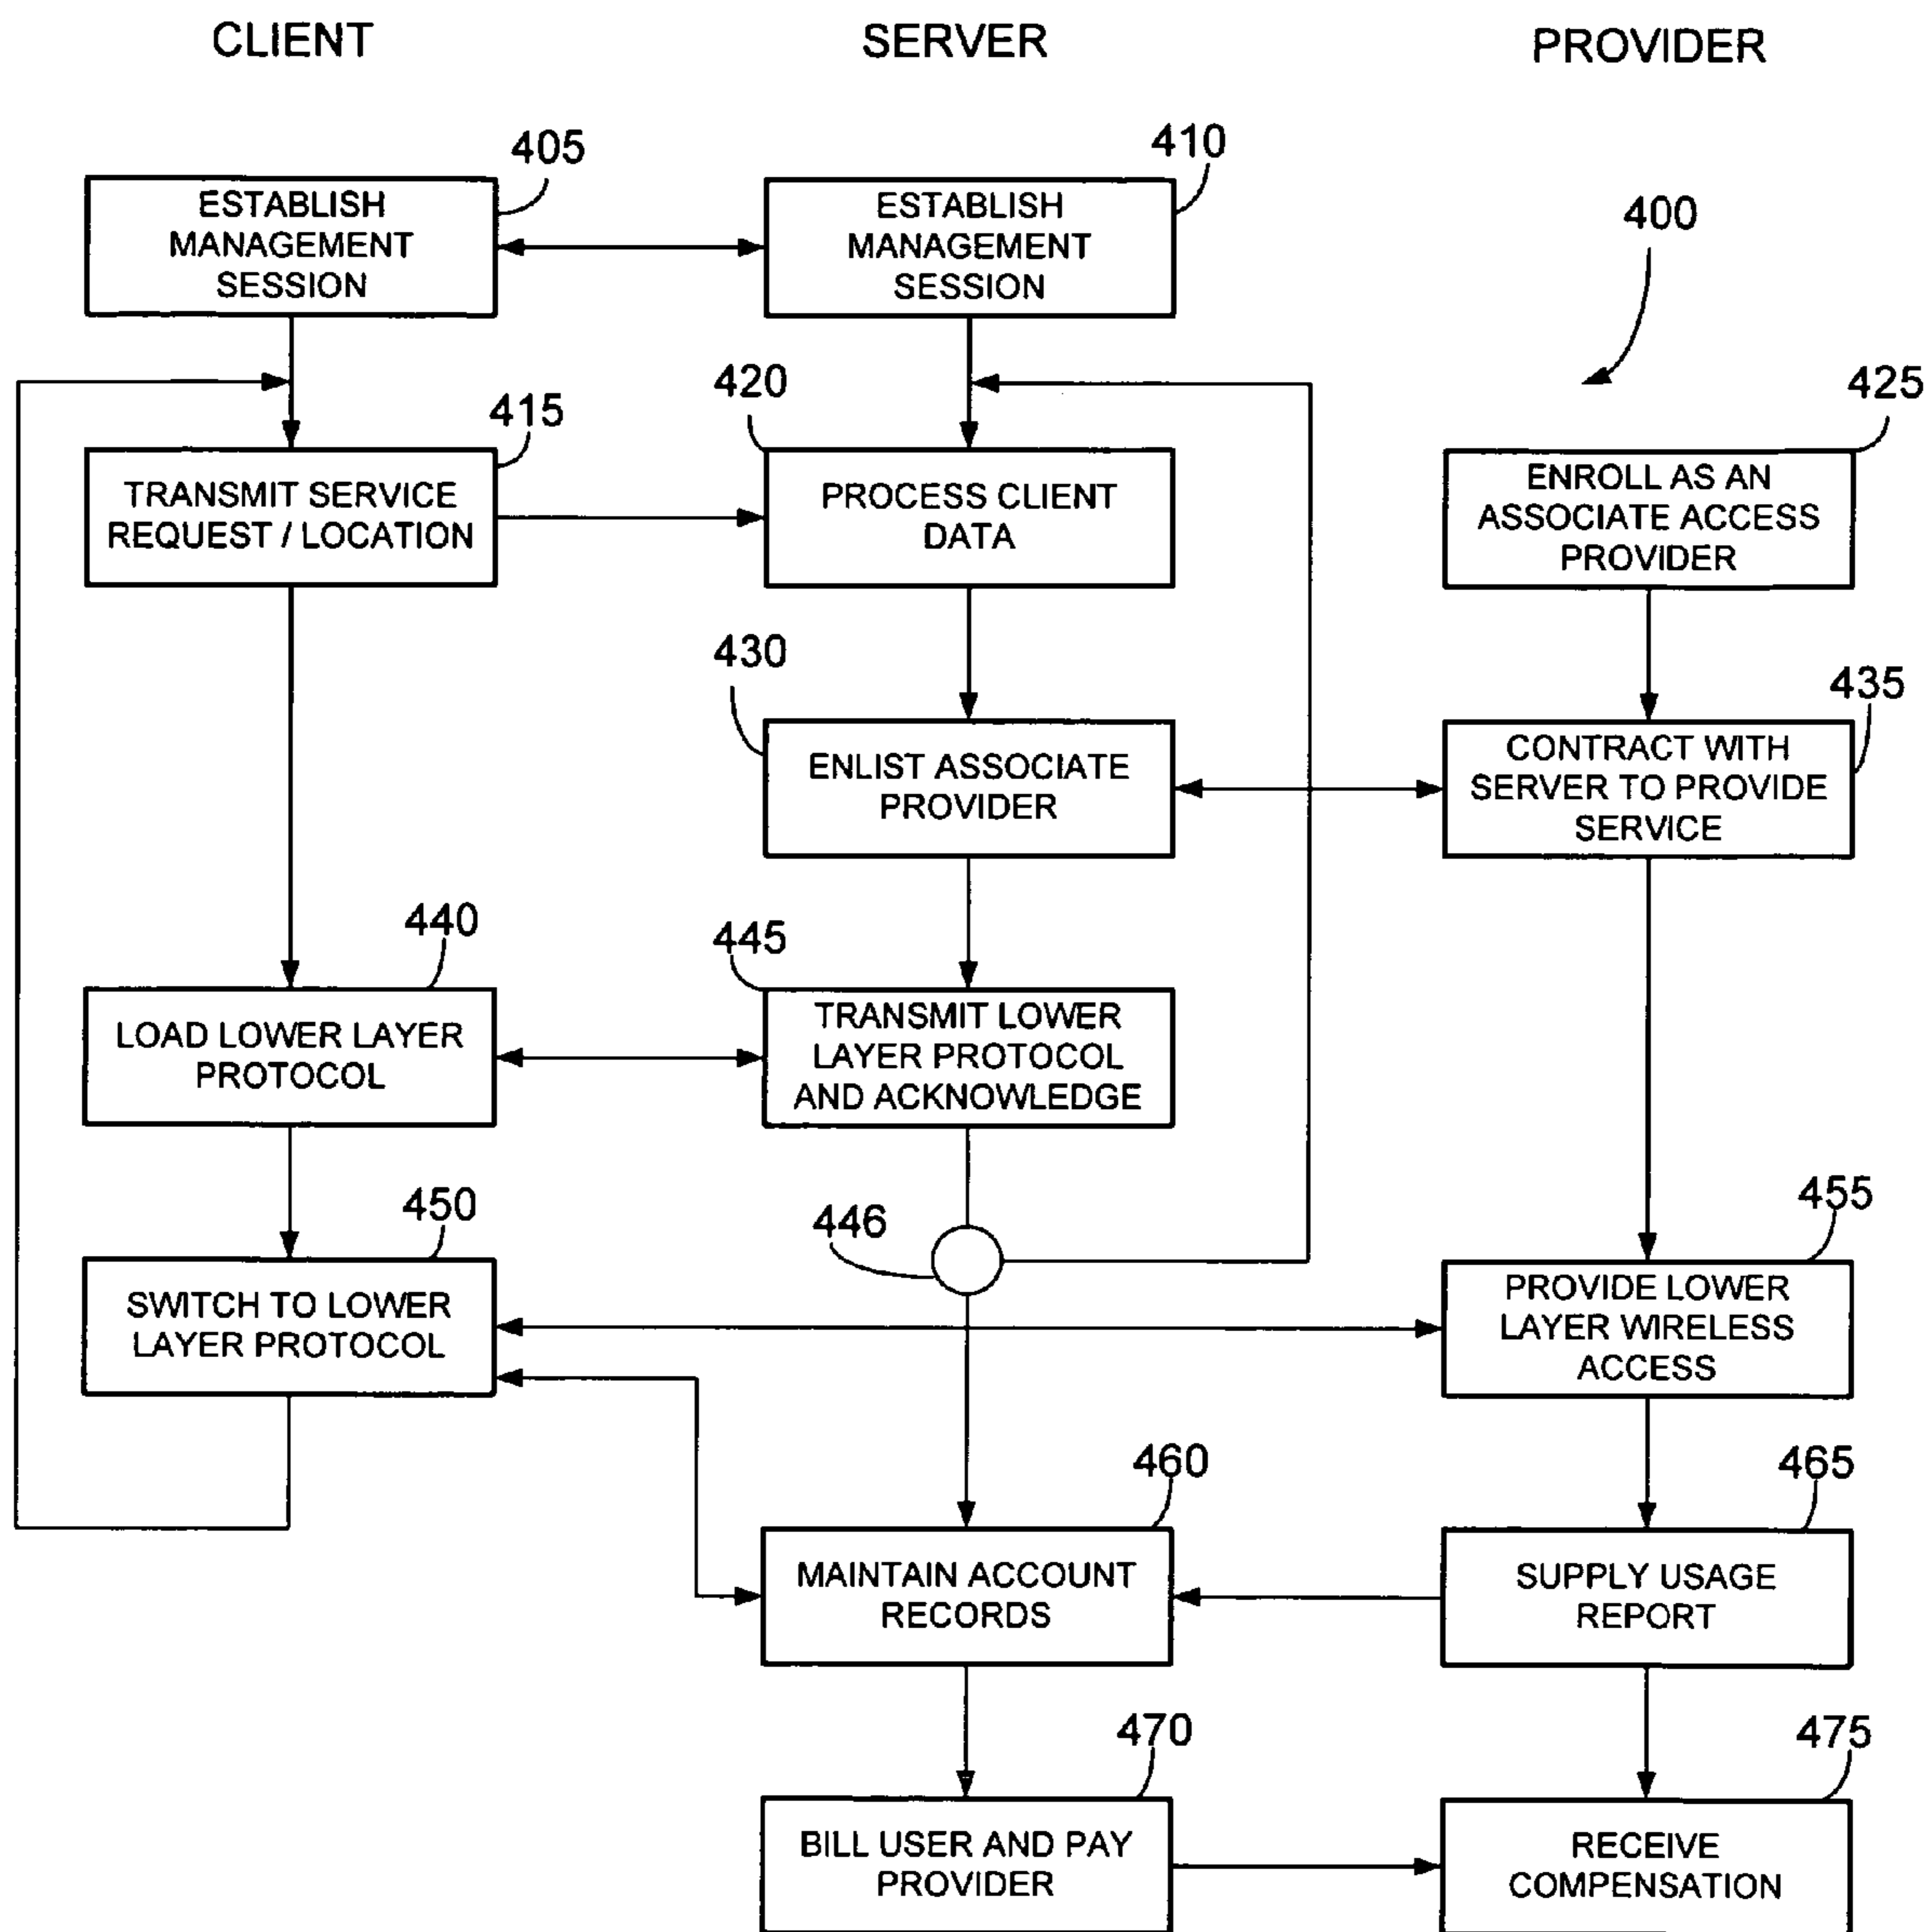 CLIENT
SERVER
PROVIDER
405
410
ESTABLISH
MANAGEMENT
SESSION
ESTABLISH
MANAGEMENT
SESSION
400
415
420
425
TRANSMIT SERVICE
REQUEST / LOCATION
PROCESS CLIENT
DATA
ENROLL AS AN
ASSOCIATE ACCESS
PROVIDER
430
435
ENLIST ASSOCIATE
PROVIDER
CONTRACT WITH
SERVER TO PROVIDE
SERVICE
440
445
LOAD LOWER LAYER
PROTOCOL
TRANSMIT LOWER
LAYER PROTOCOL
AND ACKNOWLEDGE
450
446
455
SWITCH TO LOWER
LAYER PROTOCOL
PROVIDE LOWER
LAYER WIRELESS
ACCESS
460
465
MAINTAIN ACCOUNT
RECORDS
SUPPLY USAGE
REPORT
470
475
BILL USER AND PAY
PROVIDER
RECEIVE
COMPENSATION